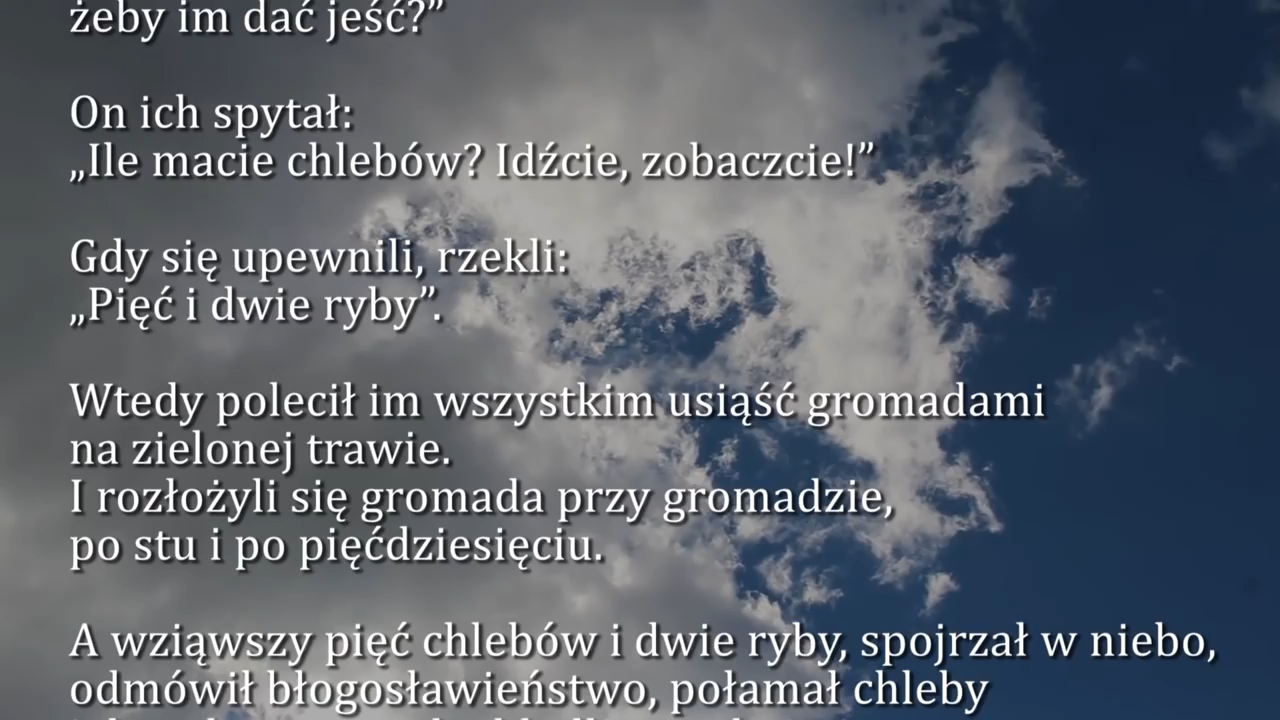 żeby im dać jeść?”
On ich spytał:
„Ile macie chlebów? Idźcie, zobaczcie!”
Gdy się upewnili, rzekli:
„Pięć i dwie ryby”.
Wtedy polecił im wszystkim usiąść gromadami
na zielonej trawie.
I rozłożyli się gromada przy gromadzie,
po stu i po pięćdziesięciu.
A wziąwszy pięć chlebów i dwie ryby, spojrzał w niebo,
odmówił błogosławieństwo, połamał chleby